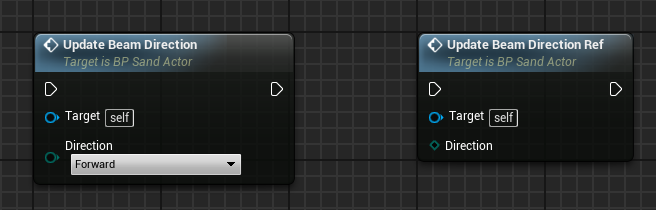 Update Beam Direction
Target is BP Sand Actor
Target self
Direction
Forward
Update Beam Direction Ref
Target is BP Sand Actor
Target self
Direction